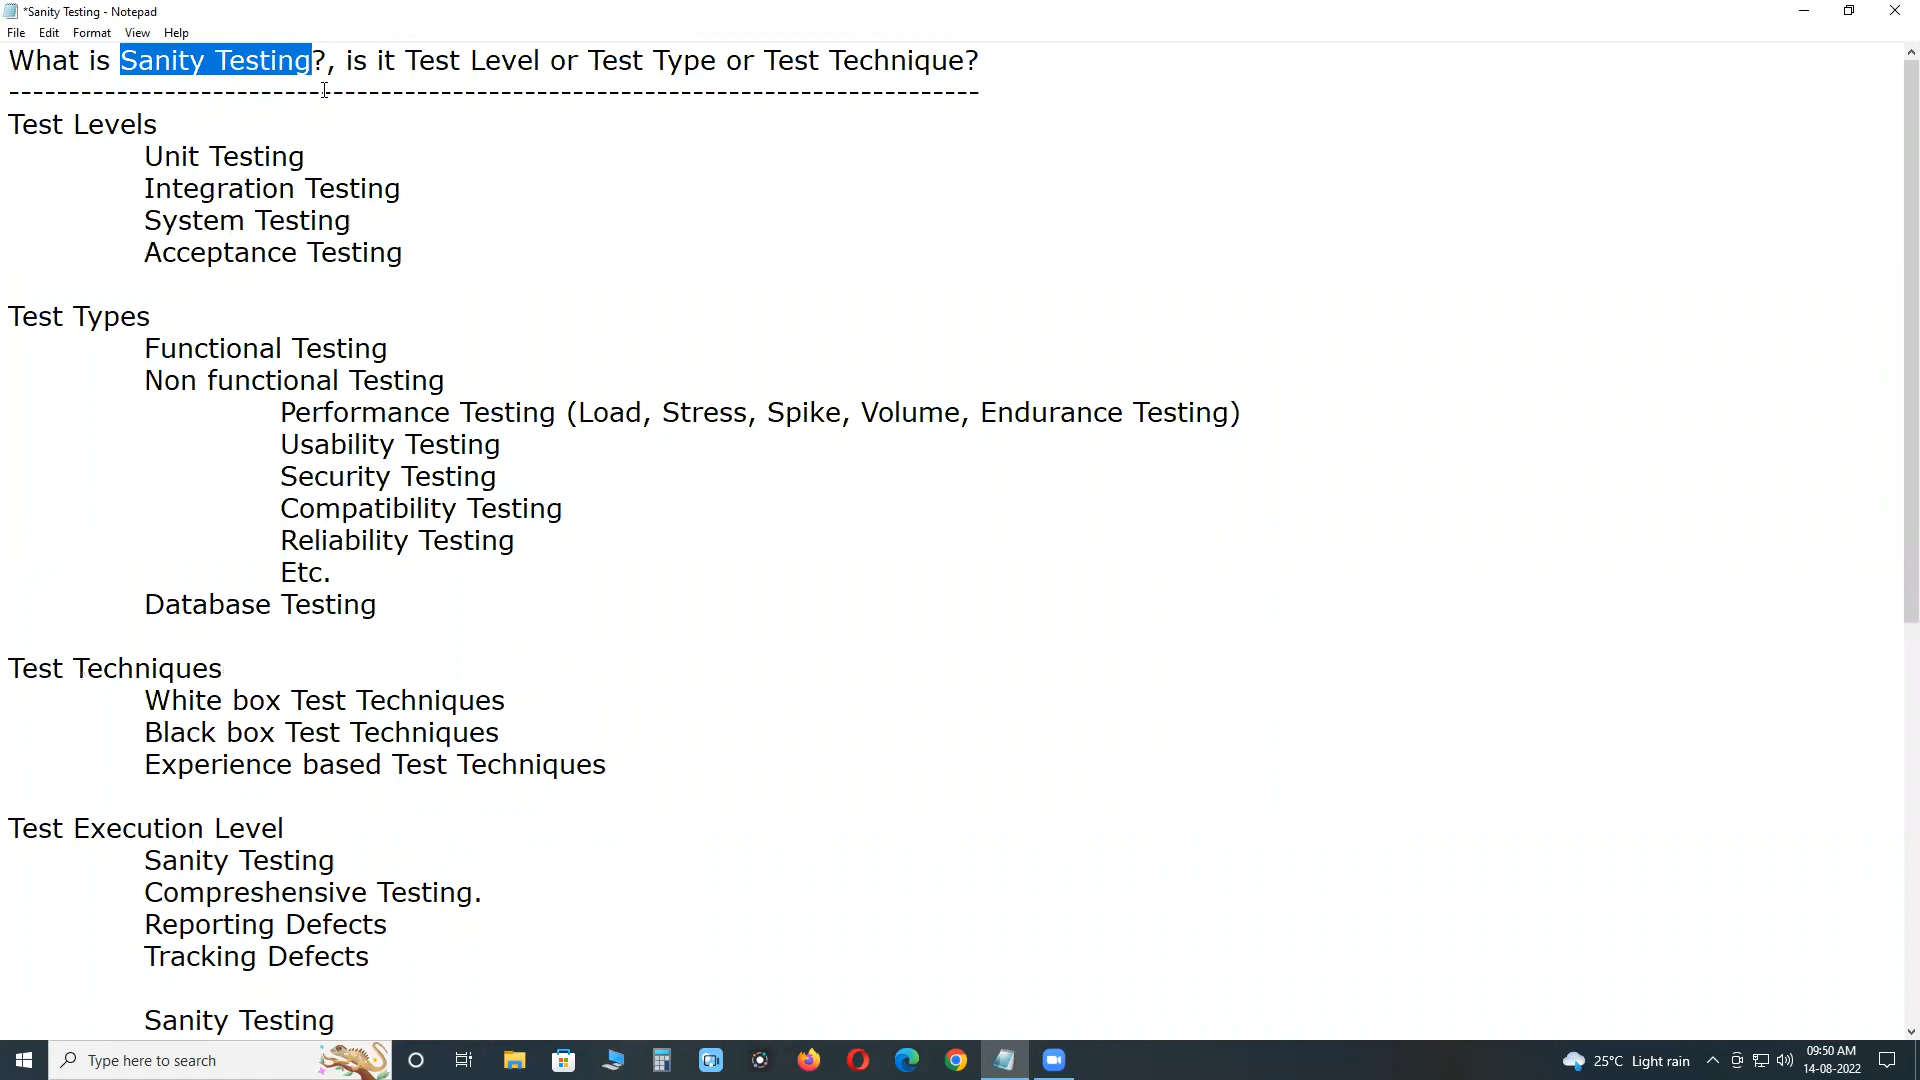 *Sanity Testing - Notepad
File Edit Format View Help
What is Sanity Testing?, is it Test Level or Test Type or Test Technique?
---------------------------------------------------------------------------------
Test Levels
Unit Testing
Integration Testing
System Testing
Acceptance Testing
Test Types
Functional Testing
Non functional Testing
Performance Testing (Load, Stress, Spike, Volume, Endurance Testing)
Usability Testing
Security Testing
Compatibility Testing
Reliability Testing
Etc.
Database Testing
Test Techniques
White box Test Techniques
Black box Test Techniques
Experience based Test Techniques
Test Execution Level
Sanity Testing
Compreshensive Testing.
Reporting Defects
Tracking Defects
Sanity Testing
Type here to search
25°C Light rain
09:50 AM
14-08-2022